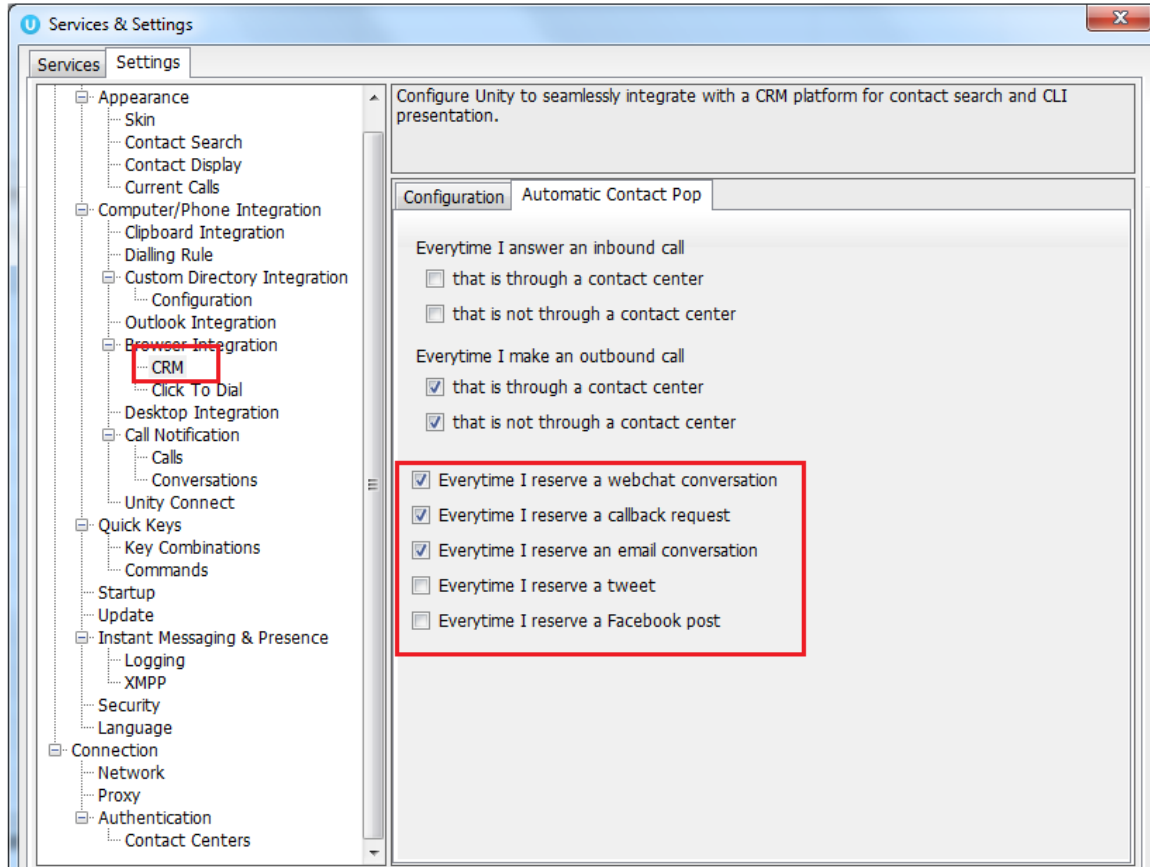 Services & Settings
Services
Settings
Appearance
Skin
Contact Search
Contact Display
Current Calls
Computer/Phone Integration
Clipboard Integration
Dialling Rule
Custom Directory Integration
Configuration
Outlook Integration
Browser Integration
CRM
Click To Dial
Desktop Integration
Call Notification
Calls
Conversations
Unity Connect
Quick Keys
Key Combinations
Commands
Startup
Update
Instant Messaging & Presence
Logging
XMPP
Security
Language
Connection
Network
Proxy
Authentication
Contact Centers
Configure Unity to seamlessly integrate with a CRM platform for contact search and CLI
presentation.
Configuration
Automatic Contact Pop
Everytime I answer an inbound call
that is through a contact center
that is not through a contact center
Everytime I make an outbound call
that is through a contact center
that is not through a contact center
Everytime I reserve a webchat conversation
Everytime I reserve a callback request
Everytime I reserve an email conversation
Everytime I reserve a tweet
Everytime I reserve a Facebook post